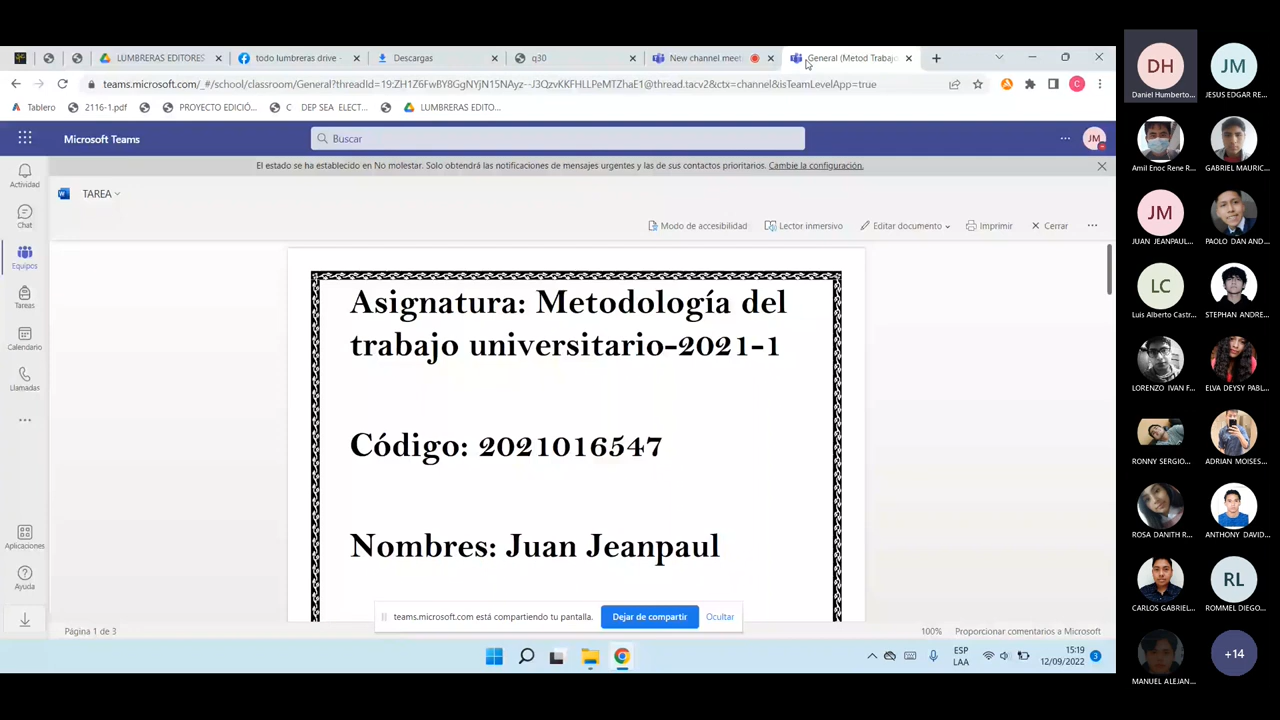 LUMBRERAS EDITORES
todo lumbreras drive -
Descargas
q30
New channel meet
General (Metod Trabaj
teams.microsoft.com/_#/school/classroom/General?threadId=19:ZH1Z6FwBY8GgNYjN15NAyz--J3QzvKKFHLLPeMTZhaE1@thread.tacv2&ctx=channel&isTeamLevelApp=true
C
Tablero
2116-1.pdf
PROYECTO EDICIÓ...
C DEP SEA ELECT...
LUMBRERAS EDITO...
Microsoft Teams
Buscar
JM
El estado se ha establecido en No molestar. Solo obtendrá las notificaciones de mensajes urgentes y las de sus contactos prioritarios. Cambie la configuración.
Actividad
Chat
Equipos
Tareas
Calendario
Llamadas
Aplicaciones
Ayuda
TAREA
Modo de accesibilidad
Lector inmersivo
Editar documento
Imprimir
Cerrar
Asignatura: Metodología del
trabajo universitario-2021-1
Código: 2021016547
Nombres: Juan Jeanpaul
teams.microsoft.com está compartiendo tu pantalla.
Dejar de compartir
Ocultar
Página 1 de 3
100%
Proporcionar comentarios a Microsoft
ESP
LAA
15:19
12/09/2022
3
DH
Daniel Humberto...
JM
JESUS EDGAR RE...
Amil Enoc Rene R...
GABRIEL MAURIC...
JM
JUAN JEANPAUL...
PAOLO DAN AND...
LC
Luis Alberto Castr...
STEPHAN ANDRE...
LORENZO IVAN F...
ELVA DEYSY PABL...
RONNY SERGIO...
ADRIAN MOISES...
ROSA DANITH R...
ANTHONY DAVID...
CARLOS GABRIEL...
RL
ROMMEL DIEGO...
MANUEL ALEJAN...
+14